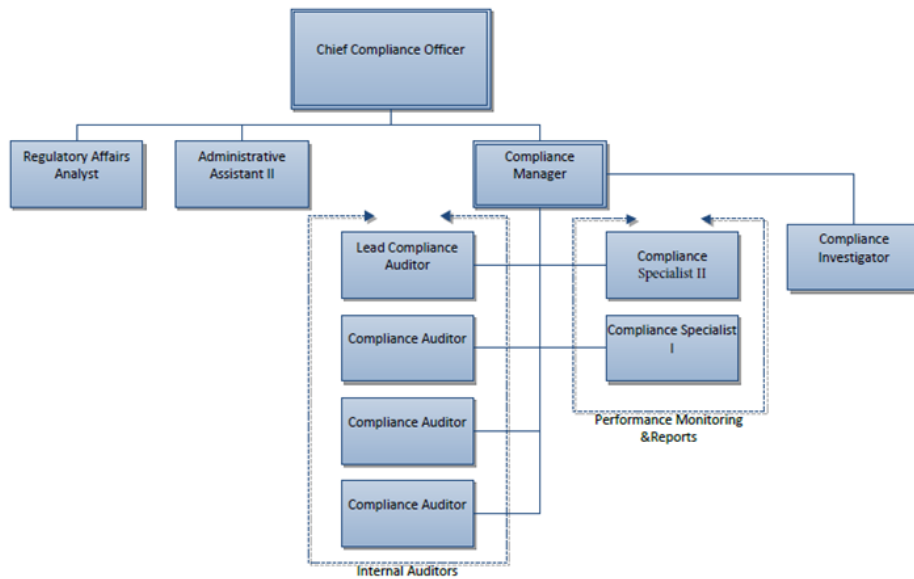 Chief Compliance Officer
Regulatory Affairs
Analyst
Administrative
Assistant II
Compliance
Manager
Lead Compliance
Auditor
Compliance
Specialist II
Compliance
Investigator
Compliance Auditor
Compliance Specialist
I
Compliance Auditor
Performance Monitoring
&Reports
Compliance Auditor
Internal Auditors